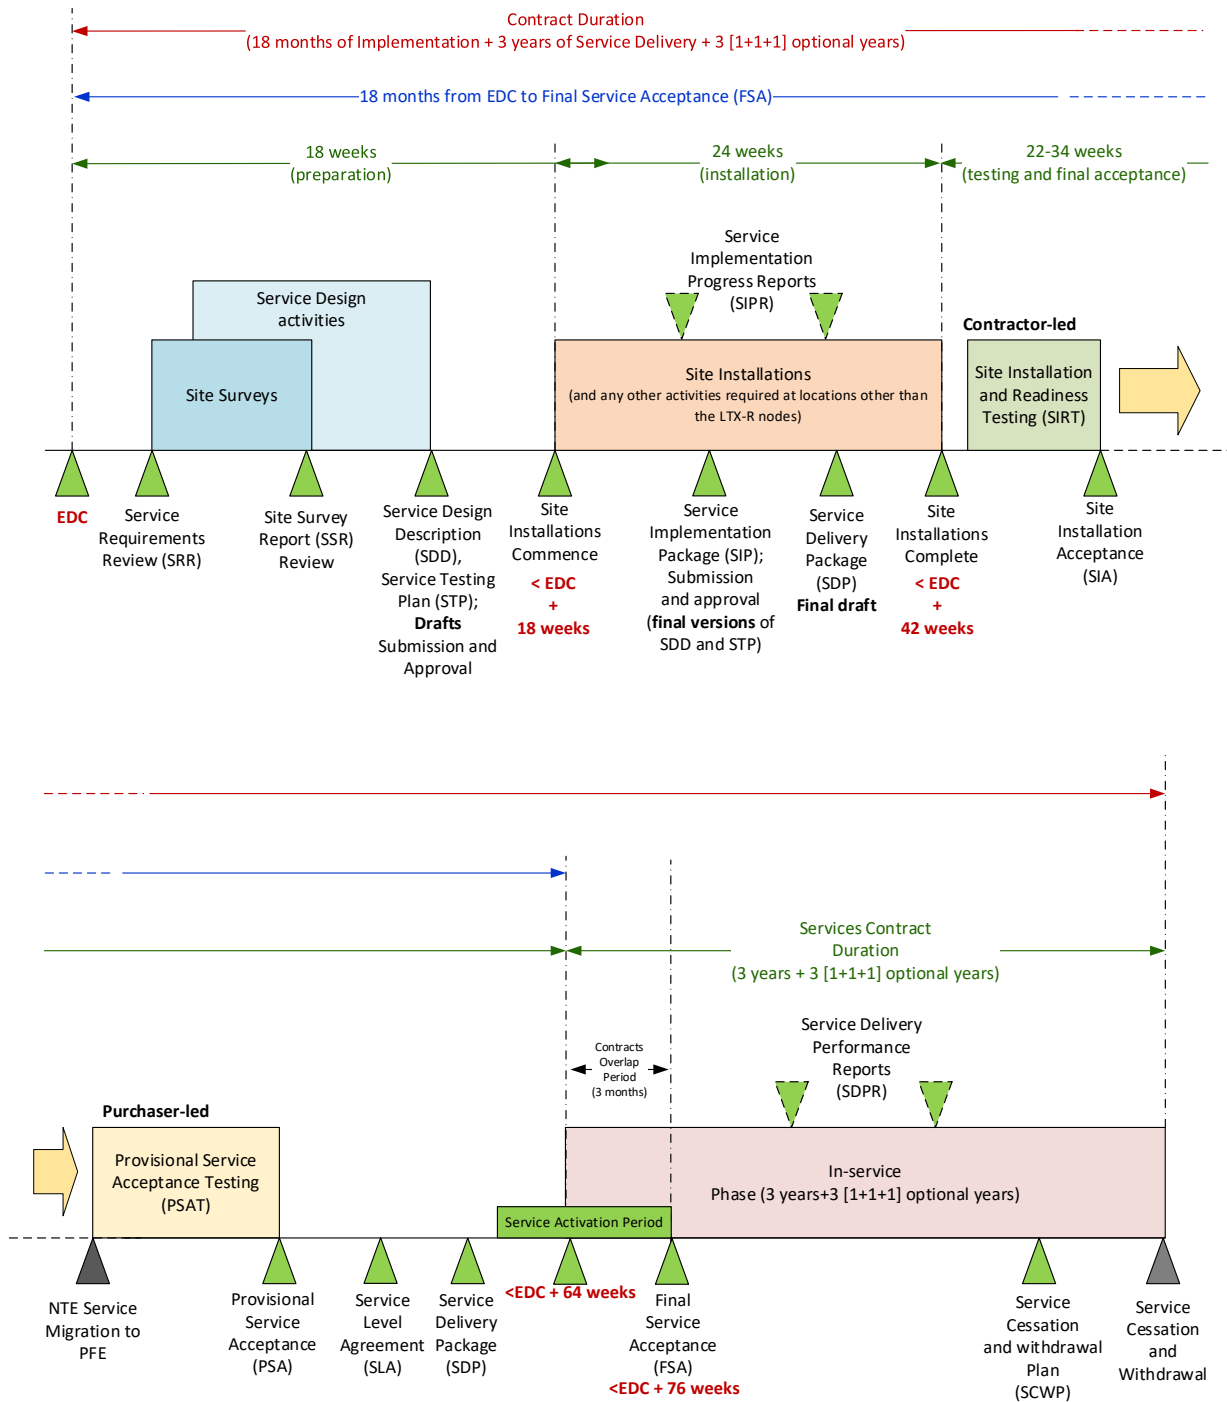 Contract Duration
(18 months of Implementation + 3 years of Service Delivery + 3 [1+1+1] optional years)
18 months from EDC to Final Service Acceptance (FSA)
18 weeks
(preparation)
24 weeks
(installation)
22-34 weeks
(testing and final acceptance)
Service
Implementation
Progress Reports
(SIPR)
Service Design
activities
Site Surveys
Site Installations
(and any other activities required at locations other than
the LTX-R nodes)
Contractor-led
Site Installation
and Readiness
Testing (SIRT)
EDC
Service
Requirements
Review (SRR)
Site Survey
Report (SSR)
Review
Service Design
Description
(SDD),
Service Testing
Plan (STP);
Drafts
Submission and
Approval
Site
Installations
Commence
< EDC
+
18 weeks
Service
Implementation
Package (SIP);
Submission
and approval
(final versions of
SDD and STP)
Service
Delivery
Package
(SDP)
Final draft
Site
Installations
Complete
< EDC
+
42 weeks
Site
Installation
Acceptance
(SIA)
Services Contract
Duration
(3 years + 3 [1+1+1] optional years)
Contracts
Overlap
Period
(3 months)
Service Delivery
Performance
Reports
(SDPR)
Purchaser-led
Provisional Service
Acceptance Testing
(PSAT)
In-service
Phase (3 years+3 [1+1+1] optional years)
Service Activation Period
NTE Service
Migration to
PFE
Provisional
Service
Acceptance
(PSA)
Service
Level
Agreement
(SLA)
Service
Delivery
Package
(SDP)
<EDC + 64 weeks
Final
Service
Acceptance
(FSA)
<EDC + 76 weeks
Service
Cessation
and withdrawal
Plan
(SCWP)
Service
Cessation
and
Withdrawal